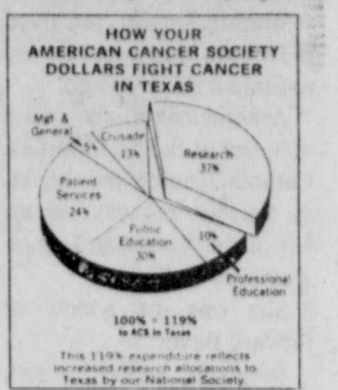 HOW YOUR
AMERICAN CANCER SOCIETY
DOLLARS FIGHT CANCER
IN TEXAS
Mgt. &
General
5%
Crusade
13%
Research
37%
Patient
Services
24%
Public
Education
30%
10%
Professional
Education
100% = 119%
to ACS in Texas
This 119% expenditure reflects
increased research allocations to
Texas by our National Society.